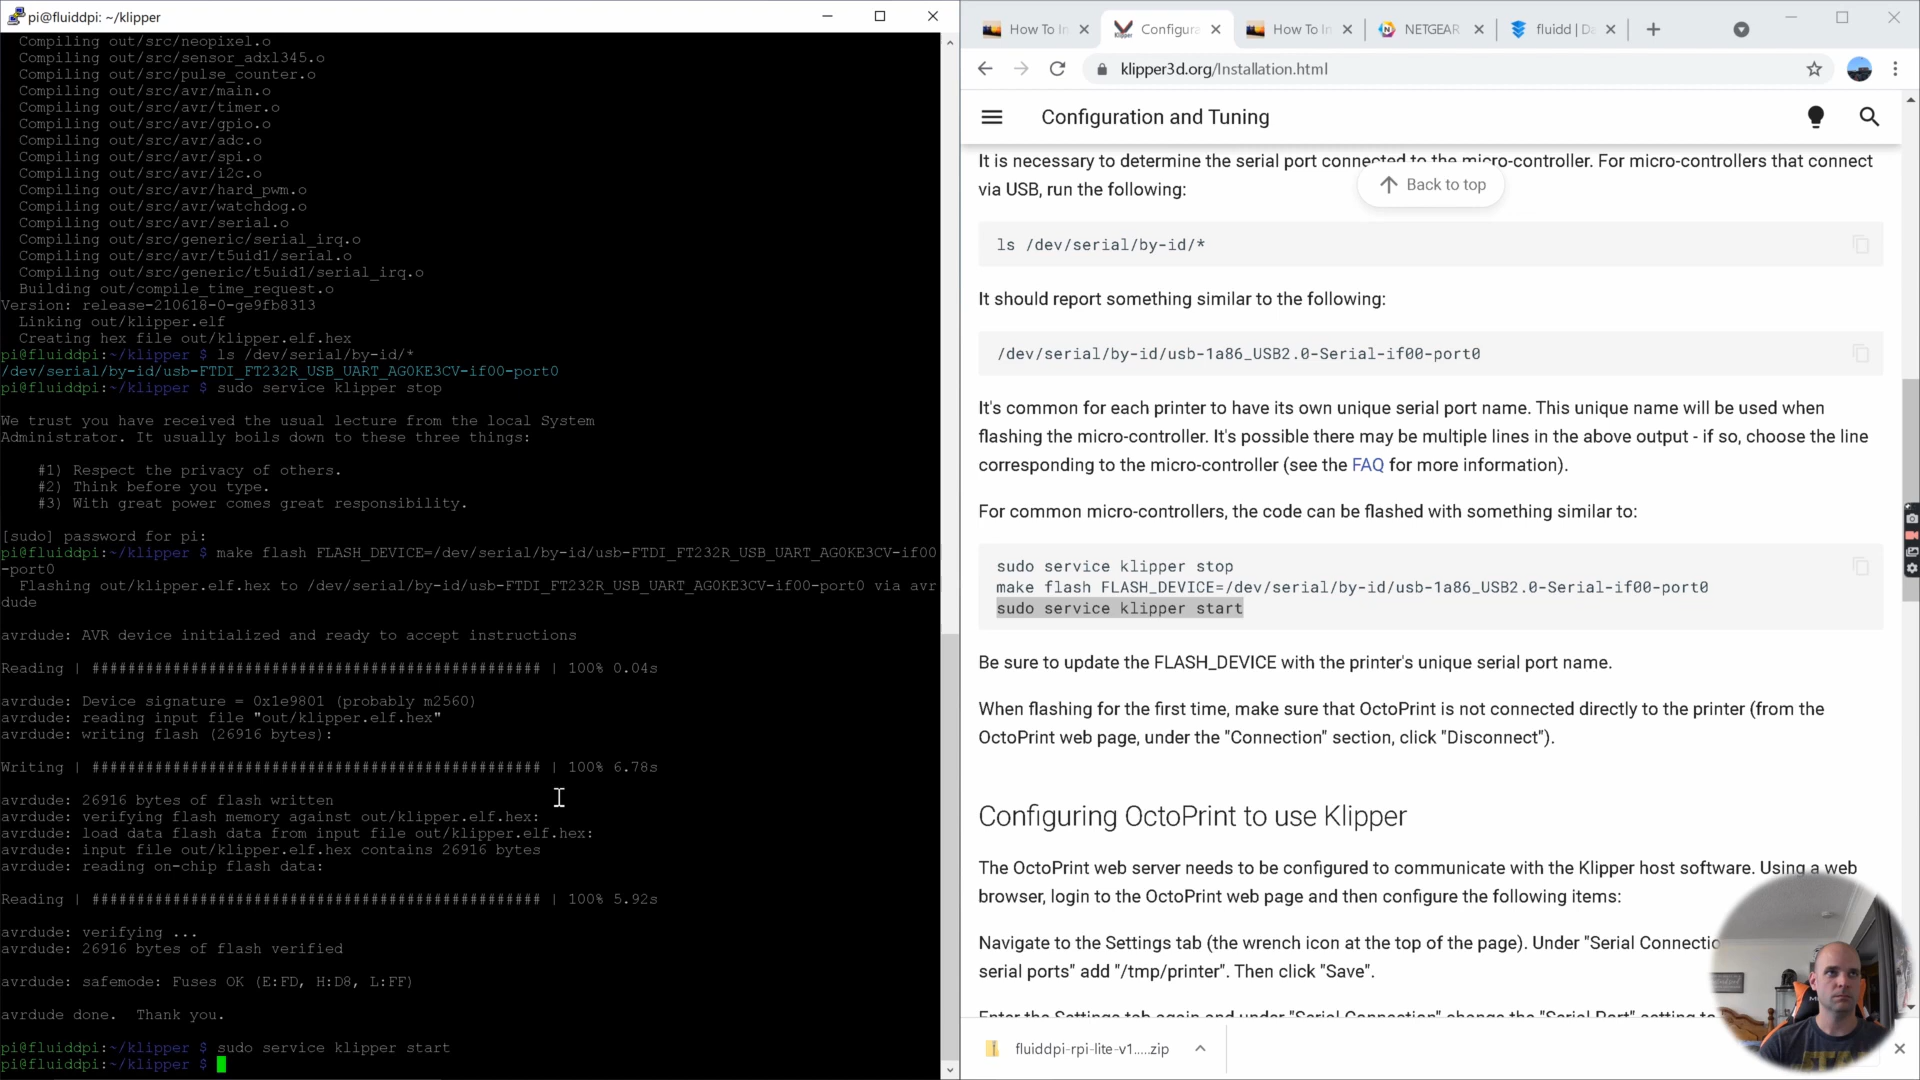 pi@fluiddpi: ~/klipper
Compiling out/src/neopixel.o
Compiling out/src/sensor_adxl345.o
Compiling out/src/pulse_counter.o
Compiling out/src/avr/main.o
Compiling out/src/avr/timer.o
Compiling out/src/avr/gpio.o
Compiling out/src/avr/adc.o
Compiling out/src/avr/spi.o
Compiling out/src/avr/i2c.o
Compiling out/src/avr/hard_pwm.o
Compiling out/src/avr/watchdog.o
Compiling out/src/avr/serial.o
Compiling out/src/generic/serial_irq.o
Compiling out/src/avr/t5uid1/serial.o
Compiling out/src/generic/t5uid1/serial_irq.o
Building out/compile_time_request.o
Version: release-210618-0-ge9fb8313
Linking out/klipper.elf
Creating hex file out/klipper.elf.hex
pi@fluiddpi:~/klipper $ ls /dev/serial/by-id/*
/dev/serial/by-id/usb-FTDI_FT232R_USB_UART_AG0KE3CV-if00-port0
pi@fluiddpi:~/klipper $ sudo service klipper stop
We trust you have received the usual lecture from the local System
Administrator. It usually boils down to these three things:
#1) Respect the privacy of others.
#2) Think before you type.
#3) With great power comes great responsibility.
[sudo] password for pi:
pi@fluiddpi:~/klipper $ make flash FLASH_DEVICE=/dev/serial/by-id/usb-FTDI_FT232R_USB_UART_AG0KE3CV-if00
-port0
Flashing out/klipper.elf.hex to /dev/serial/by-id/usb-FTDI_FT232R_USB_UART_AG0KE3CV-if00-port0 via avr
dude
avrdude: AVR device initialized and ready to accept instructions
Reading | ################################################## | 100% 0.04s
avrdude: Device signature = 0x1e9801 (probably m2560)
avrdude: reading input file "out/klipper.elf.hex"
avrdude: writing flash (26916 bytes):
Writing | ################################################## | 100% 6.78s
avrdude: 26916 bytes of flash written
avrdude: verifying flash memory against out/klipper.elf.hex:
avrdude: load data flash data from input file out/klipper.elf.hex:
avrdude: input file out/klipper.elf.hex contains 26916 bytes
avrdude: reading on-chip flash data:
Reading | ################################################## | 100% 5.92s
avrdude: verifying ...
avrdude: 26916 bytes of flash verified
avrdude: safemode: Fuses OK (E:FD, H:D8, L:FF)
avrdude done.  Thank you.
pi@fluiddpi:~/klipper $ sudo service klipper start
pi@fluiddpi:~/klipper $
How To In
Configura
How To In
NETGEAR
fluidd | Da
klipper3d.org/Installation.html
Configuration and Tuning
It is necessary to determine the serial port connected to the micro-controller. For micro-controllers that connect
via USB, run the following:
Back to top
ls /dev/serial/by-id/*
It should report something similar to the following:
/dev/serial/by-id/usb-1a86_USB2.0-Serial-if00-port0
It's common for each printer to have its own unique serial port name. This unique name will be used when
flashing the micro-controller. It's possible there may be multiple lines in the above output - if so, choose the line
corresponding to the micro-controller (see the FAQ for more information).
For common micro-controllers, the code can be flashed with something similar to:
sudo service klipper stop
make flash FLASH_DEVICE=/dev/serial/by-id/usb-1a86_USB2.0-Serial-if00-port0
sudo service klipper start
Be sure to update the FLASH_DEVICE with the printer's unique serial port name.
When flashing for the first time, make sure that OctoPrint is not connected directly to the printer (from the
OctoPrint web page, under the "Connection" section, click "Disconnect").
Configuring OctoPrint to use Klipper
The OctoPrint web server needs to be configured to communicate with the Klipper host software. Using a web
browser, login to the OctoPrint web page and then configure the following items:
Navigate to the Settings tab (the wrench icon at the top of the page). Under "Serial Connectio
serial ports" add "/tmp/printer". Then click "Save".
Enter the Settings tab again and under "Serial Connection" change the "Serial Port" setting to
fluiddpi-rpi-lite-v1.....zip